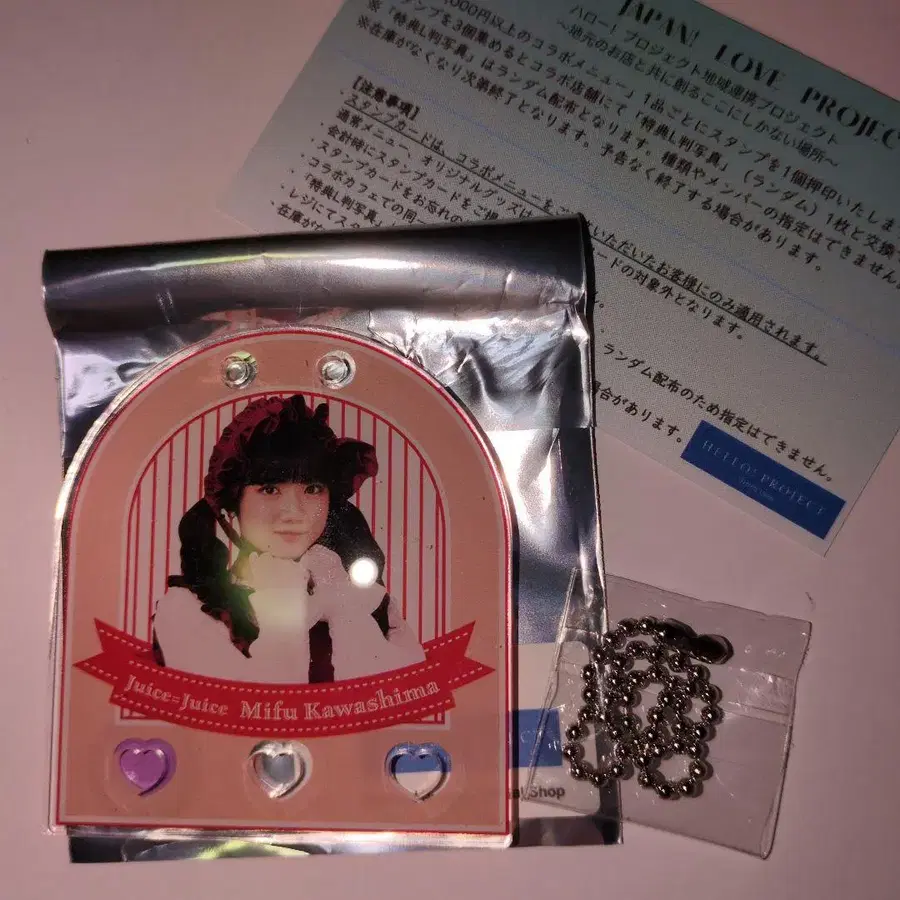 JAPAN! LOVE PROJEC
ハロー！プロジェクト地域連携プロジェクト
～地元のお店と共に創るここにしかない場所～
1000円以上のコラボメニュー」1品ごとにスタンプを1個押印いたしま
タンプを3個集めるとコラボ店舗にて「特典L判写真」（ランダム）1枚と交換
※「特典L判写真」はランダム配布となります。種類やメンバーの指定はできません
※在庫がなくなり次第終了となります。予告なく終了する場合があります。
【注意事項】
・スタンプカードは、コラボメニューを
いただいたお客様にのみ適用されます。
通常メニュー、オリジナルグッズは
ードの対象外となります。
・会計時にスタンプカードをご提
・スタンプカードをお忘れの
・コラボカフェでの同
・「特典L判写真」
ランダム配布のため指定はできません。
・レジにてスタ
・在庫が
場合があります。
HELLO! PROJECT
Juice=Juice Mifu Kawashima
Shop